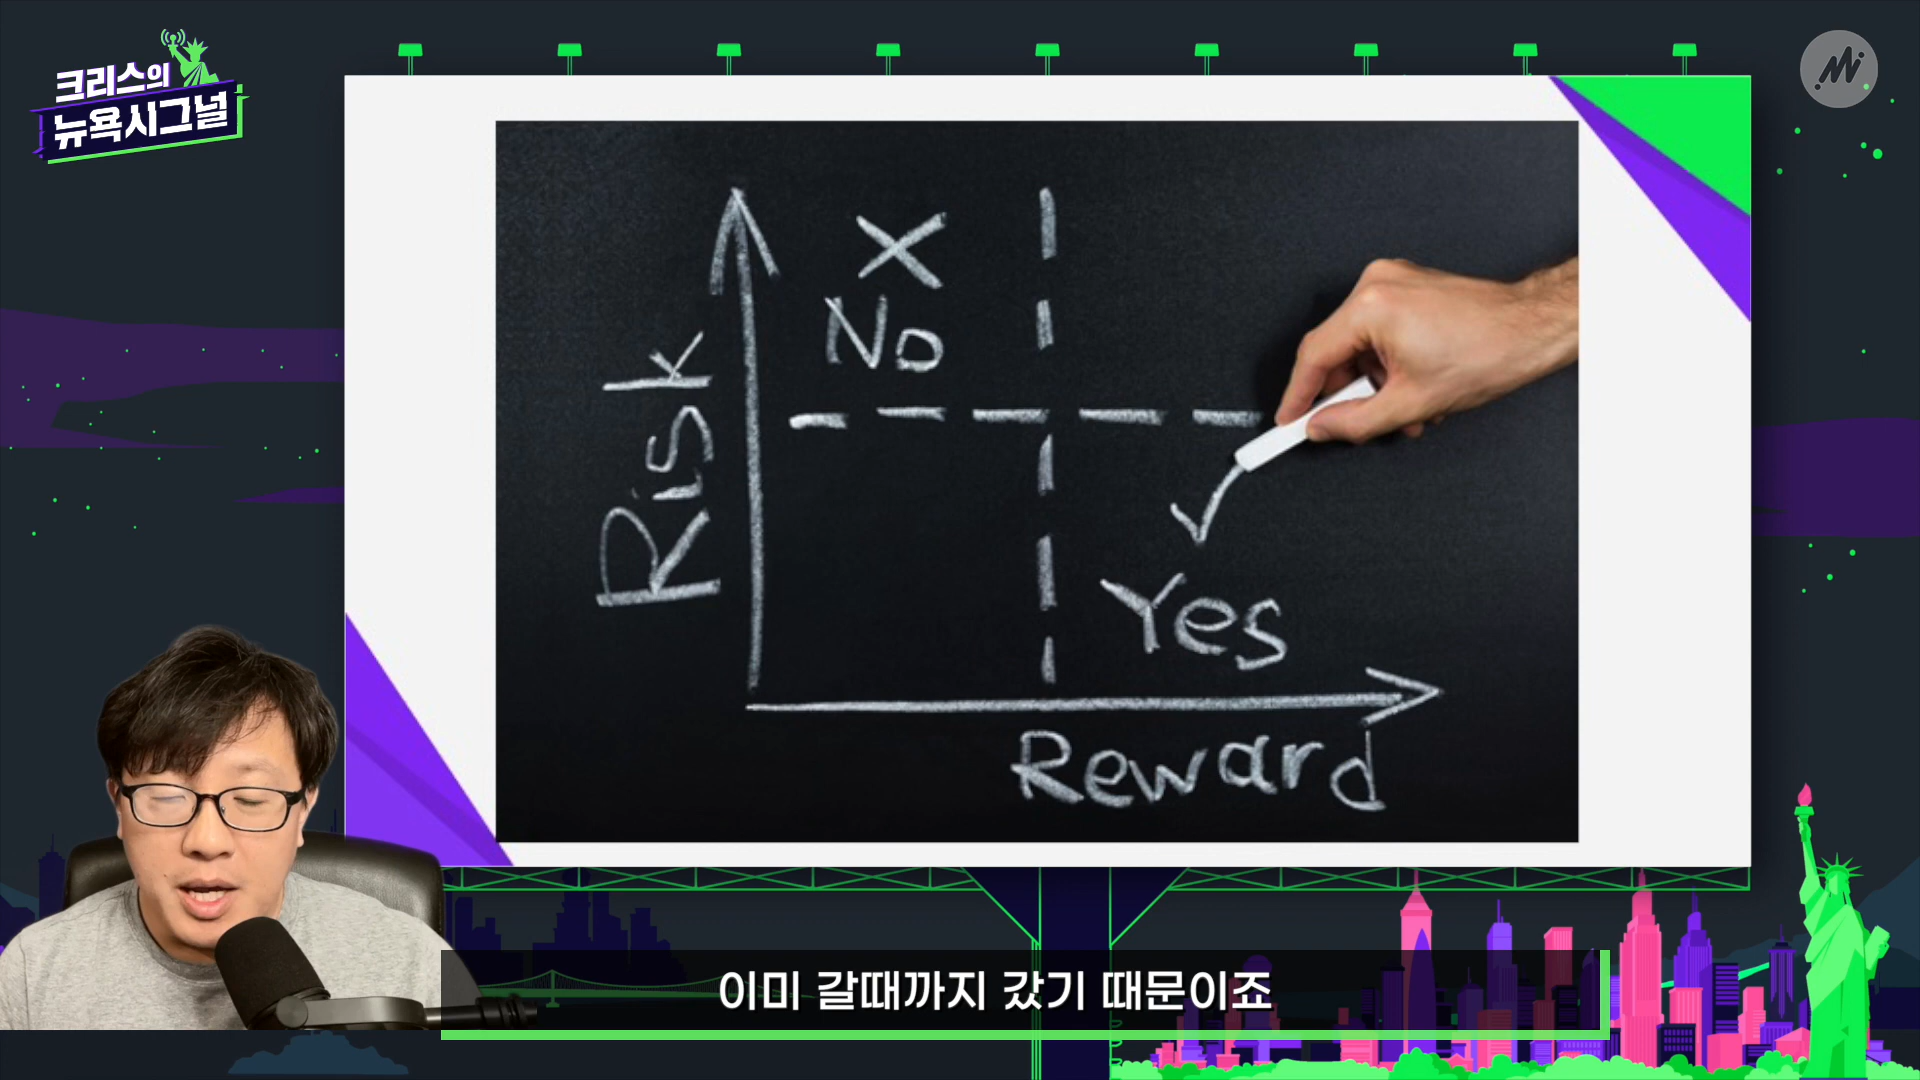 크리스의
뉴욕시그널
X
No
Risk
Yes
Reward
이미 갈때까지 갔기 때문이죠